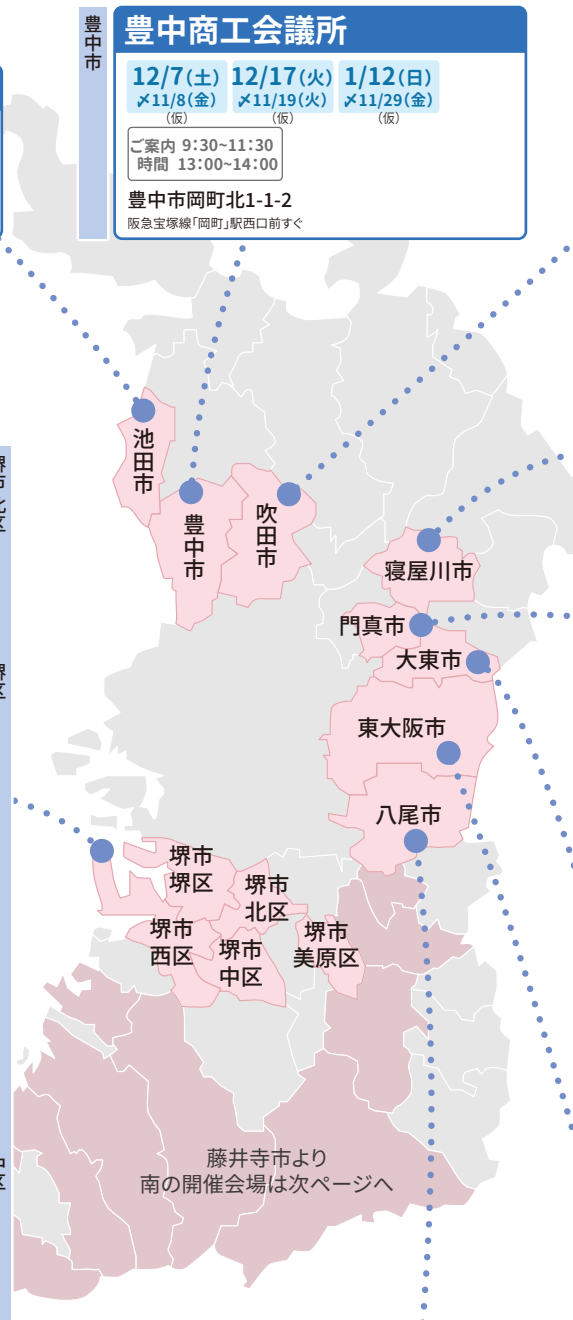 豊中市
豊中商工会議所
12/7(土) 12/17(火) 1/12(日)
〆11/8(金) 〆11/19(火) 〆11/29(金)
(仮) (仮) (仮)
ご案内 9:30~11:30
時間 13:00~14:00
豊中市岡町北1-1-2
阪急宝塚線「岡町」駅西口前すぐ
池田市
豊中市
吹田市
寝屋川市
門真市
大東市
東大阪市
八尾市
堺市
堺区
堺市
北区
堺市
西区
堺市
中区
堺市
美原区
藤井寺市より
南の開催会場は次ページへ